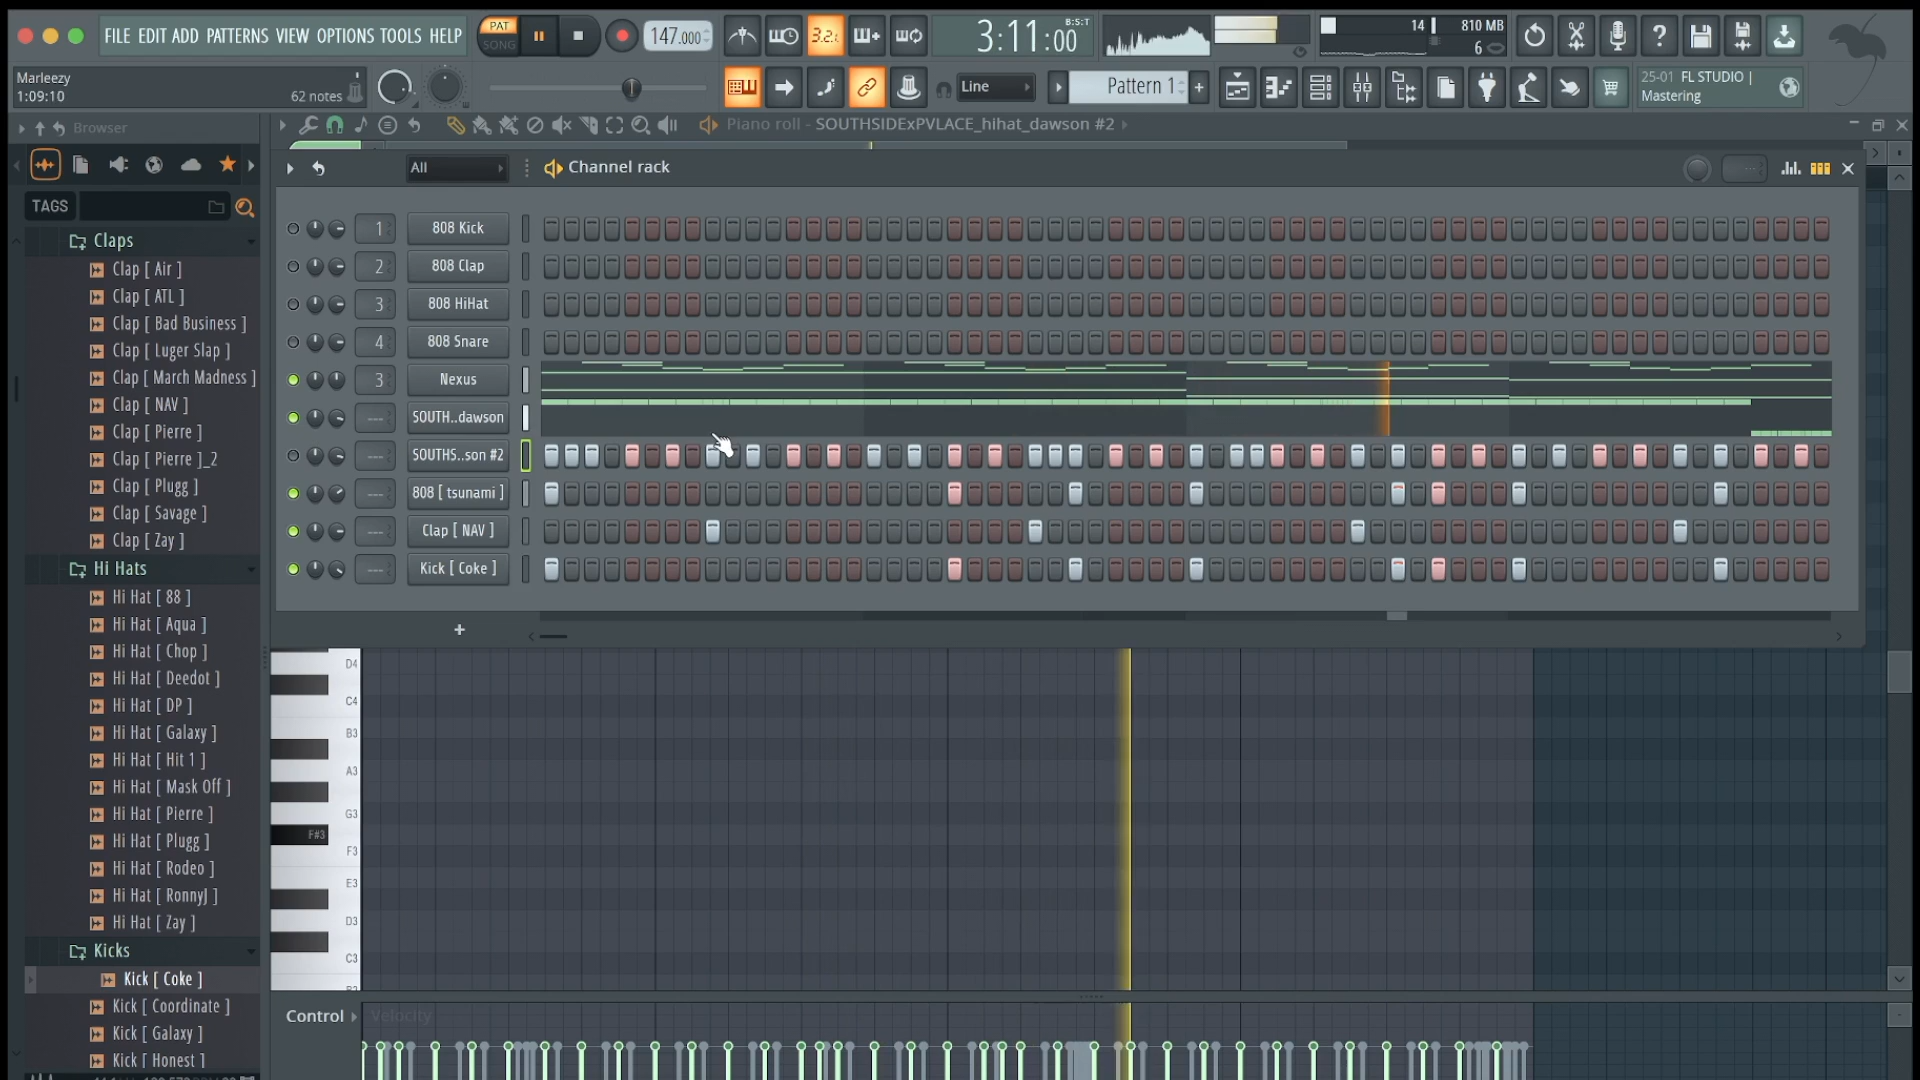 FILE EDIT ADD PATTERNS VIEW OPTIONS TOOLS HELP
PAT
SONG
147.000
3.2.
3:11:00
B:S:T
14
810 MB
6
Marleezy
1:09:10
62 notes
Line
Pattern 1
+
25-01 FL STUDIO |
Mastering
Browser
Piano roll - SOUTHSIDExPVLACE_hihat_dawson #2
All
Channel rack
TAGS
Claps
Clap [ Air ]
Clap [ ATL ]
Clap [ Bad Business ]
Clap [ Luger Slap ]
Clap [ March Madness ]
Clap [ NAV ]
Clap [ Pierre ]
Clap [ Pierre ]_2
Clap [ Plugg ]
Clap [ Savage ]
Clap [ Zay ]
Hi Hats
Hi Hat [ 88 ]
Hi Hat [ Aqua ]
Hi Hat [ Chop ]
Hi Hat [ Deedot ]
Hi Hat [ DP ]
Hi Hat [ Galaxy ]
Hi Hat [ Hit 1 ]
Hi Hat [ Mask Off ]
Hi Hat [ Pierre ]
Hi Hat [ Plugg ]
Hi Hat [ Rodeo ]
Hi Hat [ RonnyJ ]
Hi Hat [ Zay ]
Kicks
Kick [ Coke ]
Kick [ Coordinate ]
Kick [ Galaxy ]
Kick [ Honest ]
1 808 Kick
2 808 Clap
3 808 HiHat
4 808 Snare
3 Nexus
--- SOUTH..dawson
--- SOUTHS..son #2
--- 808 [ tsunami ]
--- Clap [ NAV ]
--- Kick [ Coke ]
+
D4
C4
B3
A3
G3
F#3
F3
E3
D3
C3
Control
Velocity